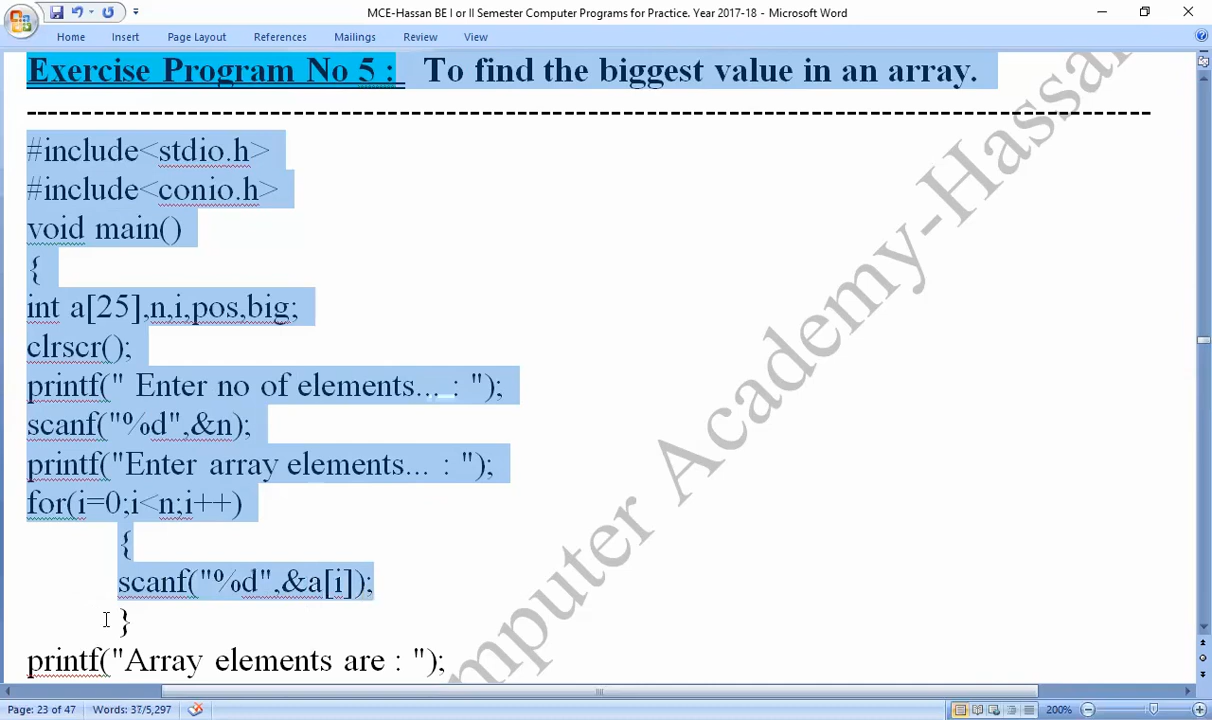 MCE-Hassan BE I or II Semester Computer Programs for Practice. Year 2017-18 - Microsoft Word
Home Insert Page Layout References Mailings Review View
Exercise Program No 5 : To find the biggest value in an array.
--------------------------------------------------------------------------------
#include<stdio.h>
#include<conio.h>
void main()
{
int a[25],n,i,pos,big;
clrscr();
printf(" Enter no of elements... : ");
scanf("%d",&n);
printf("Enter array elements... : ");
for(i=0;i<n;i++)
{
scanf("%d",&a[i]);
}
printf("Array elements are : ");
mputer Academy-Hassa
Page: 23 of 47 Words: 37/5,297 200%